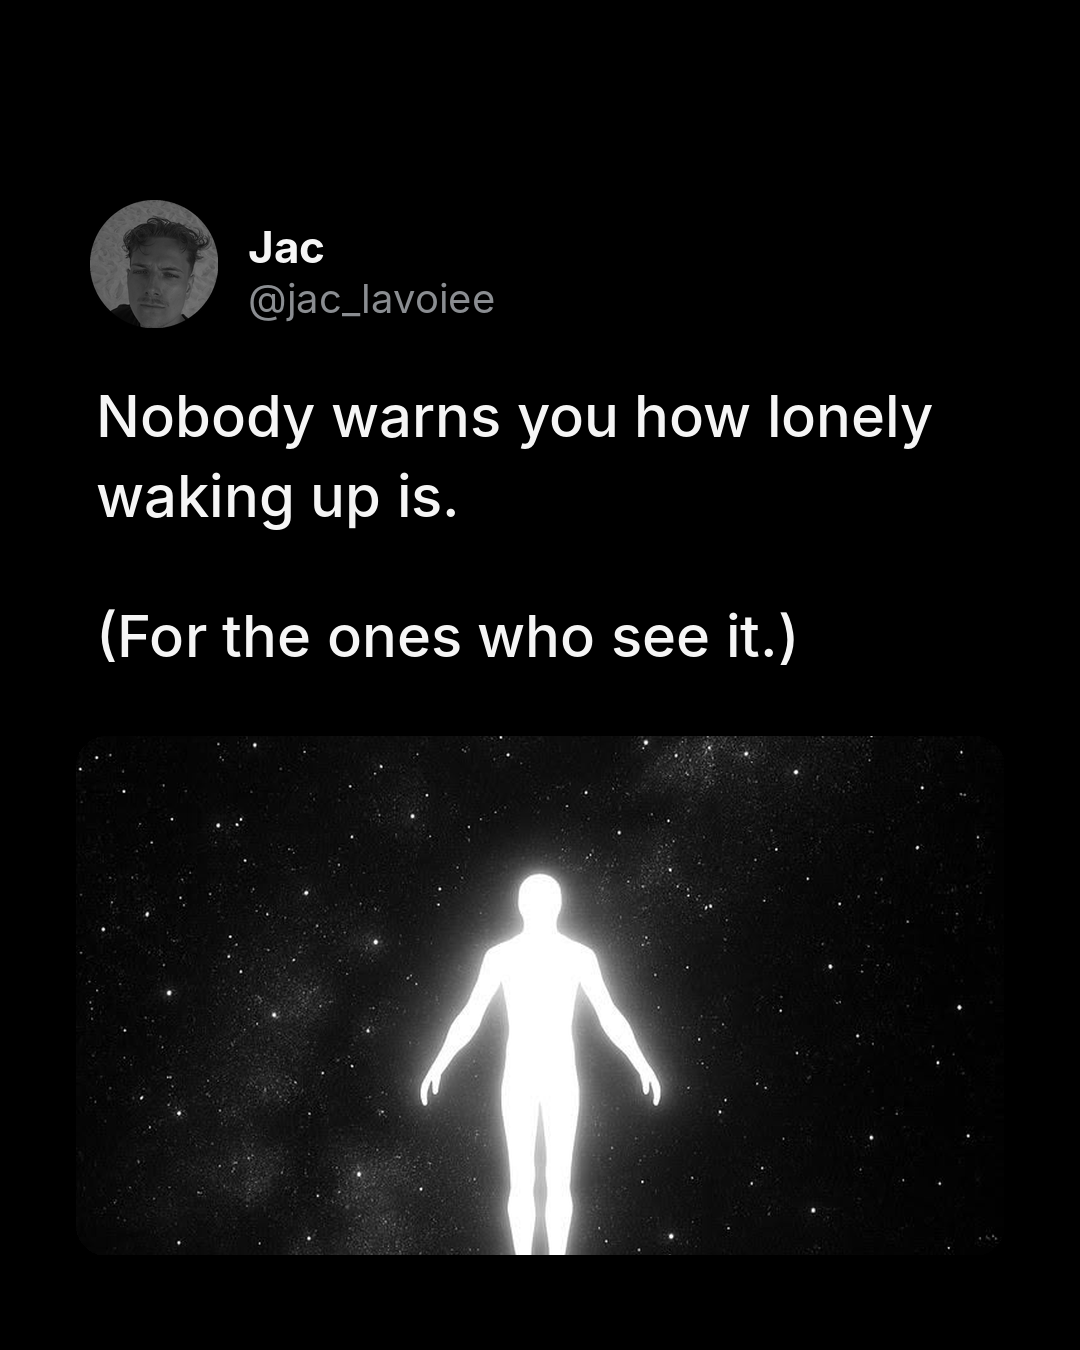 Jac
@jac_lavoiee
Nobody warns you how lonely
waking up is.
(For the ones who see it.)